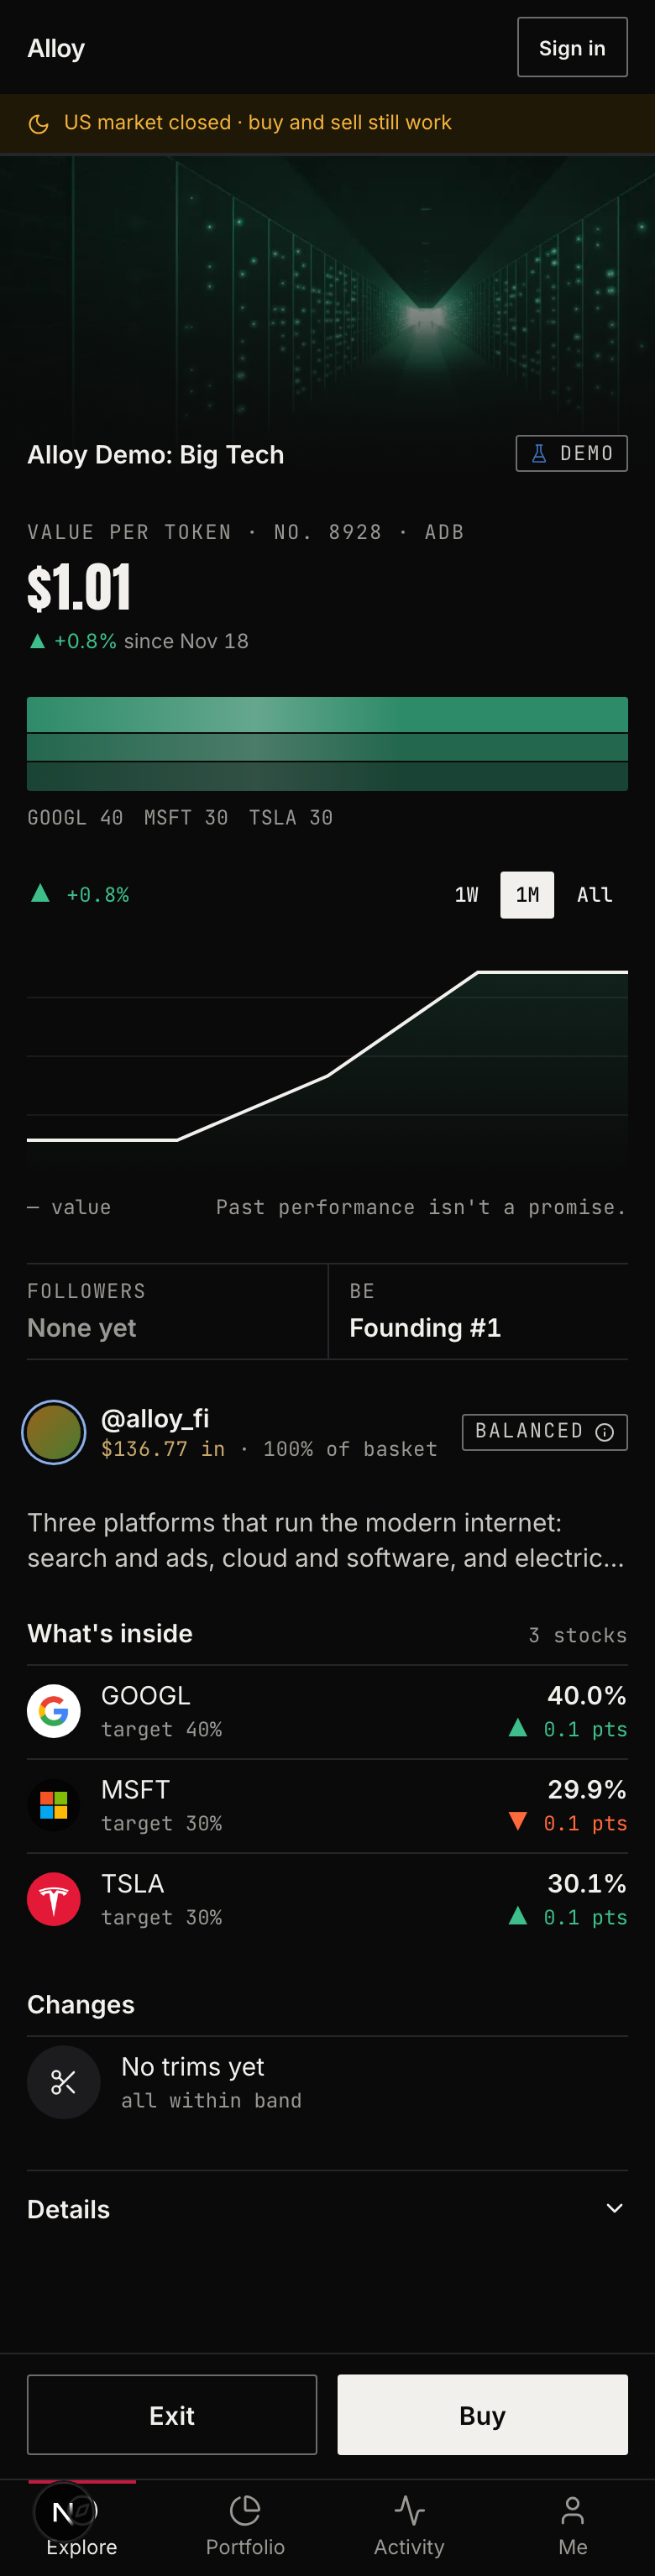 Alloy
Sign in
US market closed · buy and sell still work
Alloy Demo: Big Tech
DEMO
VALUE PER TOKEN · NO. 8928 · ADB
$1.01
▲ +0.8% since Nov 18
GOOGL 40 MSFT 30 TSLA 30
▲ +0.8%
1W 1M All
— value
Past performance isn't a promise.
FOLLOWERS
None yet
BE
Founding #1
@alloy_fi
$136.77 in · 100% of basket
BALANCED
Three platforms that run the modern internet:
search and ads, cloud and software, and electric...
What's inside
3 stocks
GOOGL
40.0%
target 40%
▲ 0.1 pts
MSFT
29.9%
target 30%
▼ 0.1 pts
TSLA
30.1%
target 30%
▲ 0.1 pts
Changes
No trims yet
all within band
Details
Exit
Buy
N
Explore
Portfolio
Activity
Me